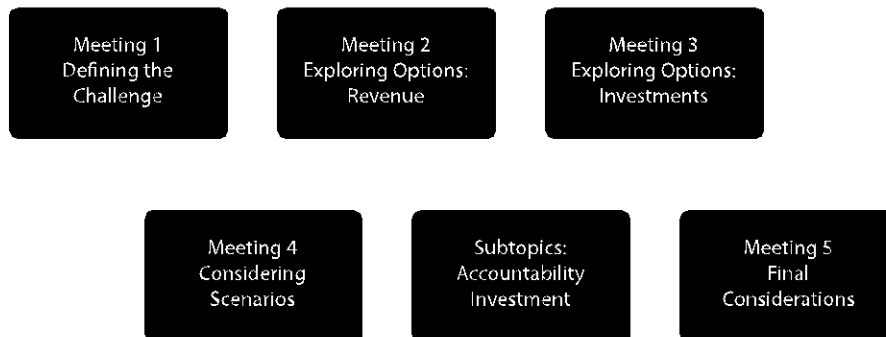 Meeting 1
Defining the
Challenge
Meeting 2
Exploring Options:
Revenue
Meeting 3
Exploring Options:
Investments
Meeting 4
Considering
Scenarios
Subtopics:
Accountability
Investment
Meeting 5
Final
Considerations